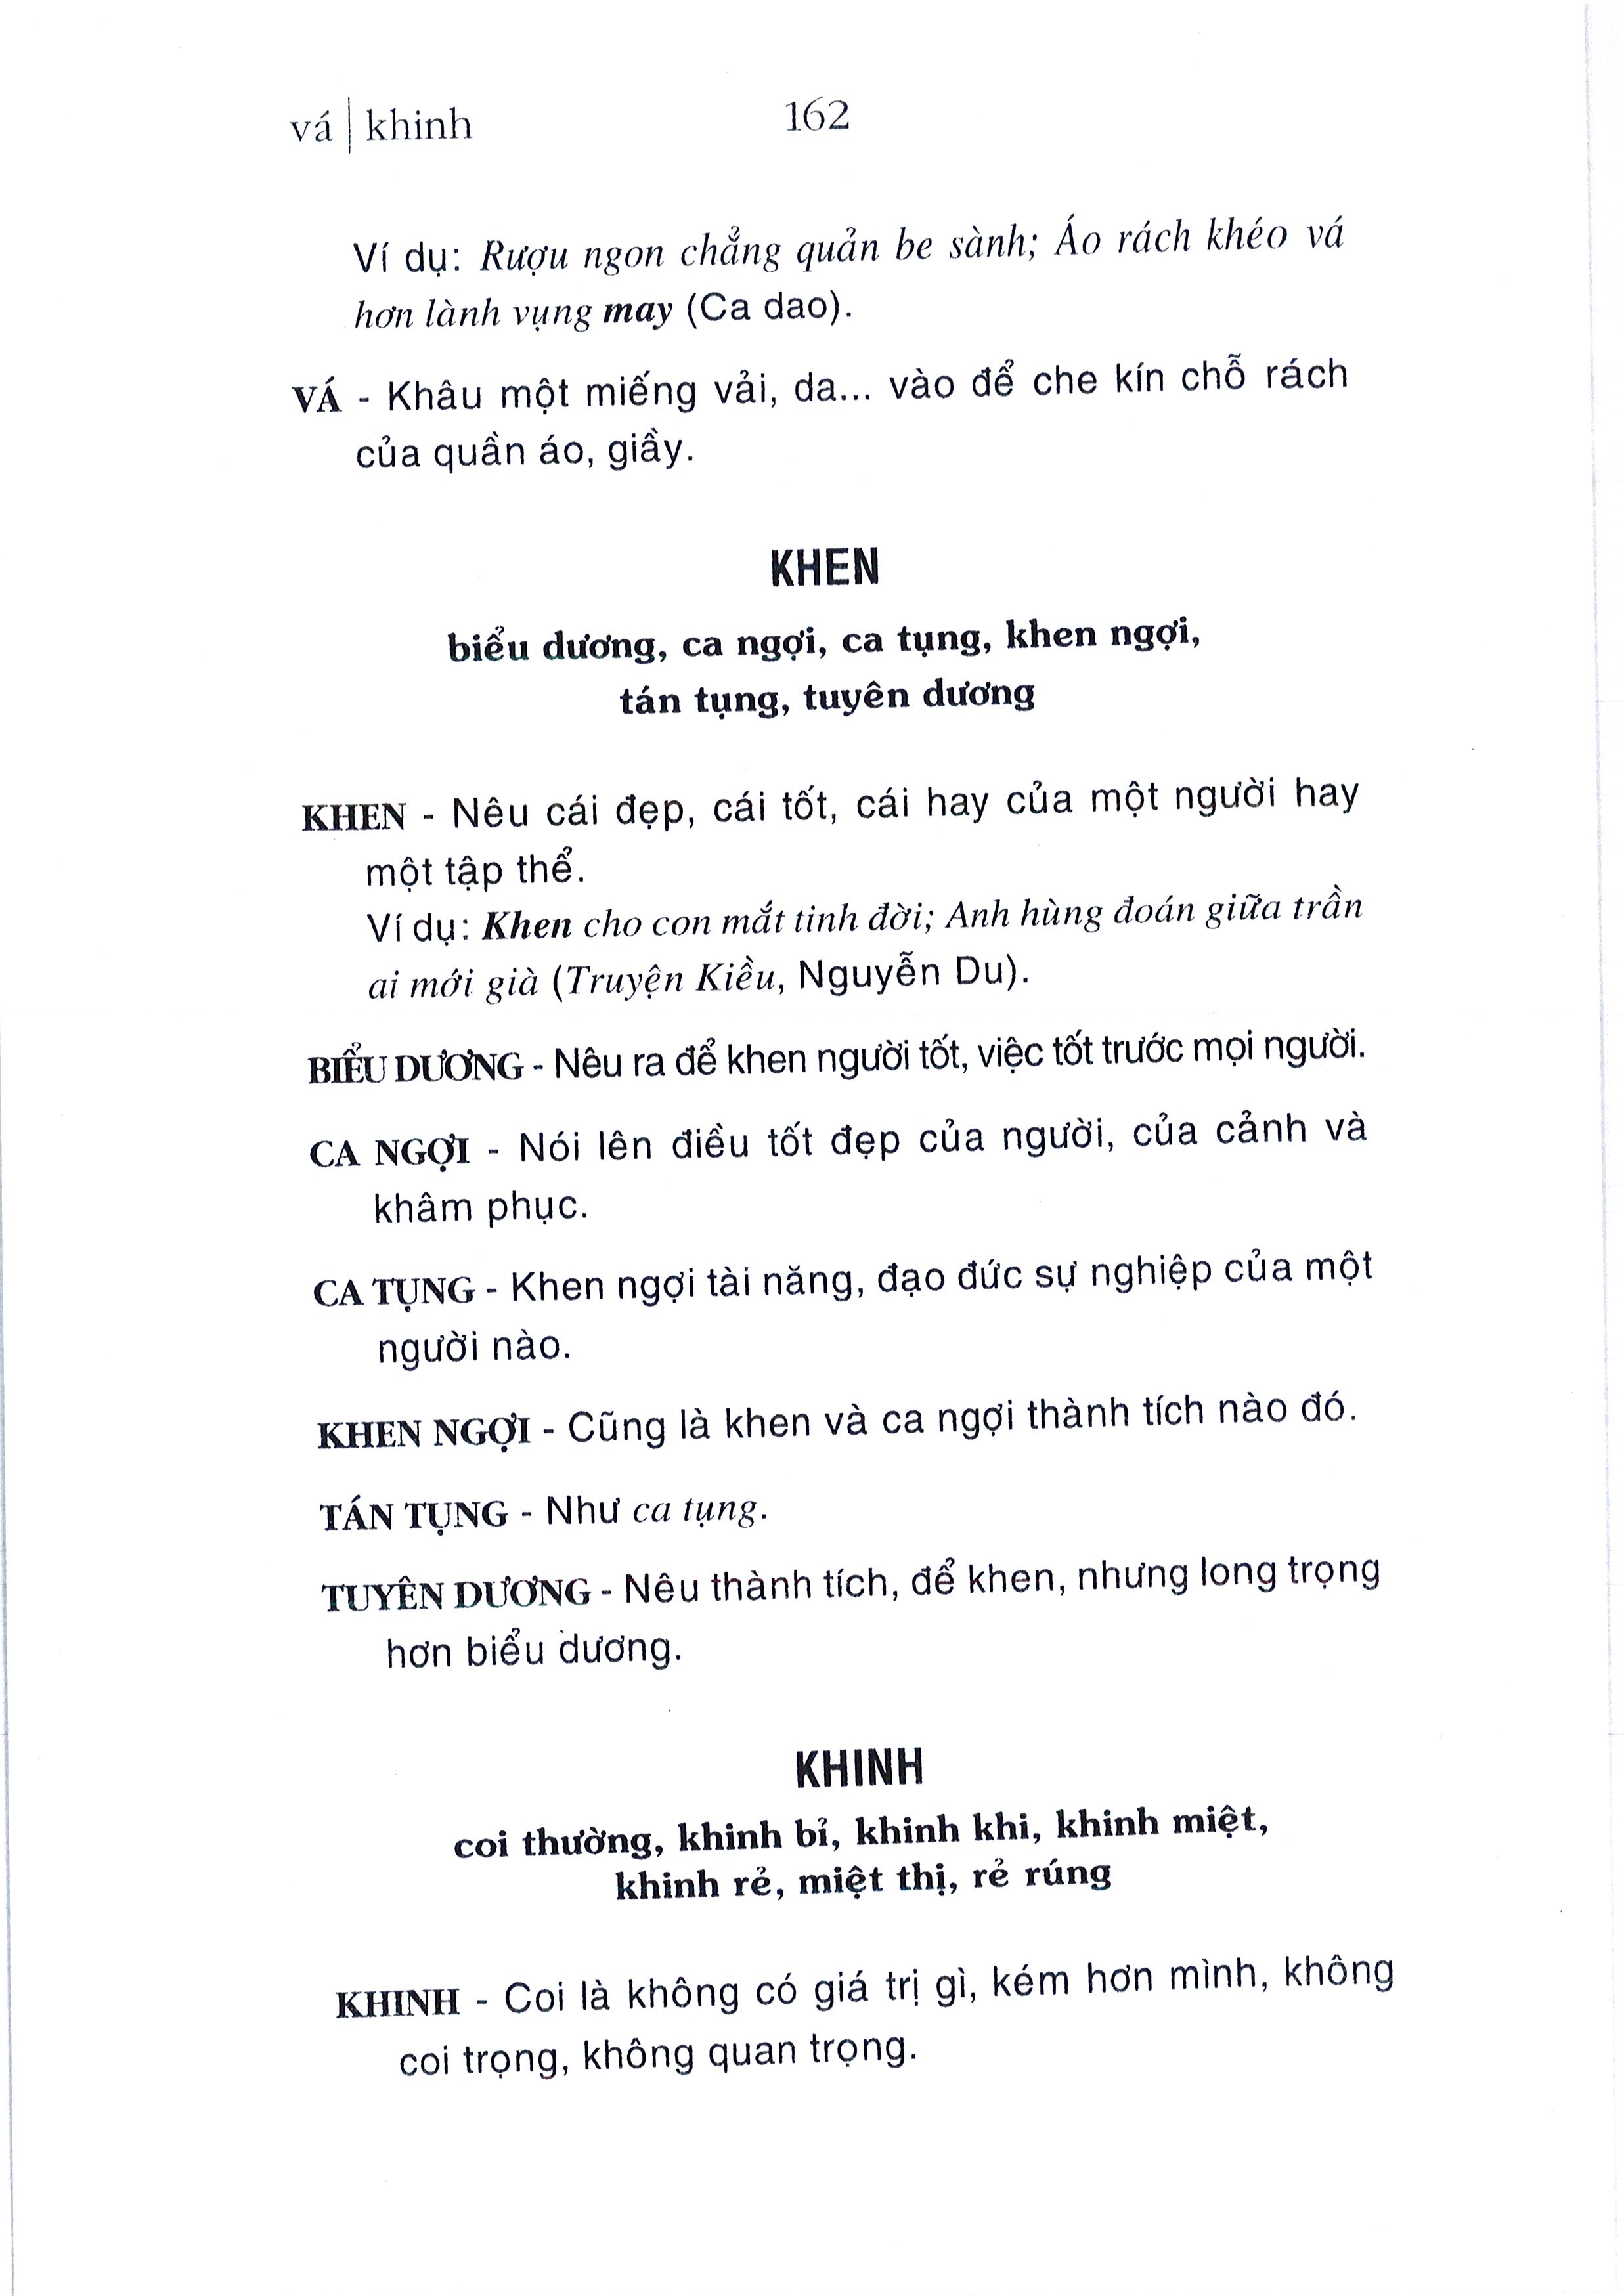 vá | khinh
162
Ví dụ: Rượu ngon chẳng quản be sành; Áo rách khéo vá
hơn lành vụng may (Ca dao).
VÁ - Khâu một miếng vải, da... vào để che kín chỗ rách
của quần áo, giầy.
KHEN
biểu dương, ca ngợi, ca tụng, khen ngợi,
tán tụng, tuyên dương
KHEN - Nêu cái đẹp, cái tốt, cái hay của một người hay
một tập thể.
Ví dụ: Khen cho con mắt tinh đời; Anh hùng đoán giữa trần
ai mới già (Truyện Kiều, Nguyễn Du).
BIỂU DƯƠNG - Nêu ra để khen người tốt, việc tốt trước mọi người.
CA NGỢI - Nói lên điều tốt đẹp của người, của cảnh và
khâm phục.
CA TỤNG - Khen ngợi tài năng, đạo đức sự nghiệp của một
người nào.
KHEN NGỢI - Cũng là khen và ca ngợi thành tích nào đó.
TÁN TỤNG - Như ca tụng.
TUYÊN DƯƠNG - Nêu thành tích, để khen, nhưng long trọng
hơn biểu dương.
KHINH
coi thường, khinh bỉ, khinh khi, khinh miệt,
khinh rẻ, miệt thị, rẻ rúng
KHINH - Coi là không có giá trị gì, kém hơn mình, không
coi trọng, không quan trọng.